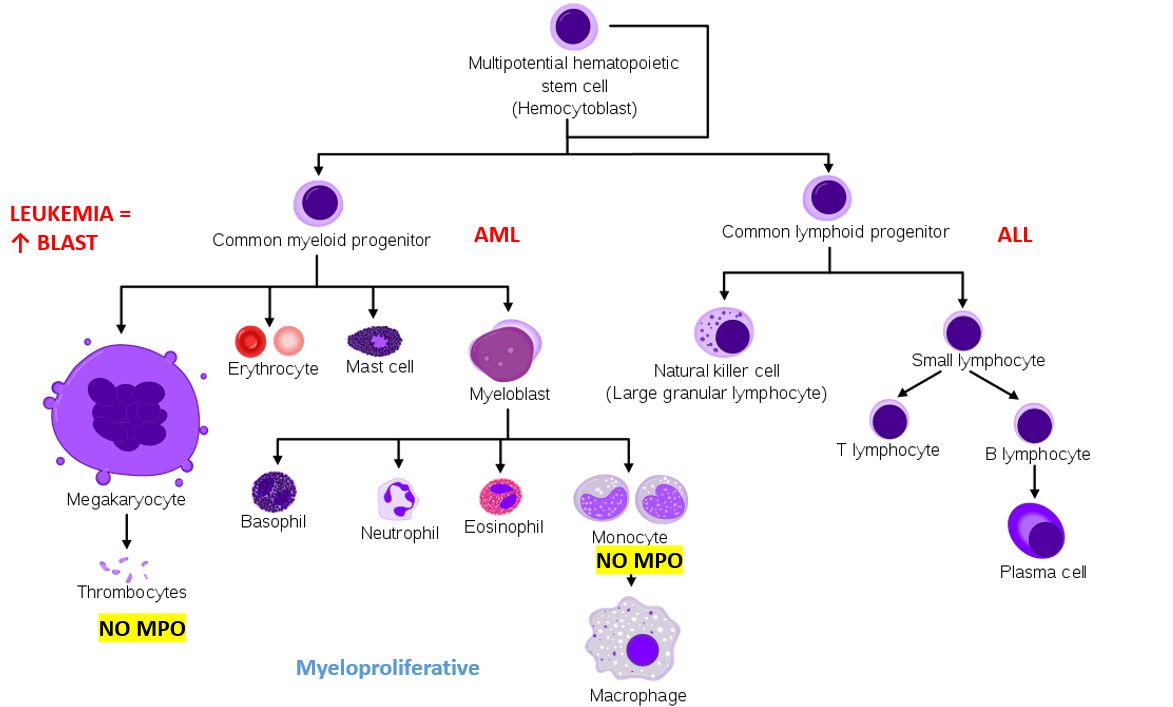 Multipotential hematopoietic
stem cell
(Hemocytoblast)
LEUKEMIA =
↑ BLAST
Common myeloid progenitor
AML
Common lymphoid progenitor
ALL
Megakaryocyte
Erythrocyte
Mast cell
Myeloblast
Natural killer cell
(Large granular lymphocyte)
Small lymphocyte
T lymphocyte
B lymphocyte
Basophil
Neutrophil
Eosinophil
Monocyte
NO MPO
Plasma cell
Thrombocytes
NO MPO
Myeloproliferative
Macrophage